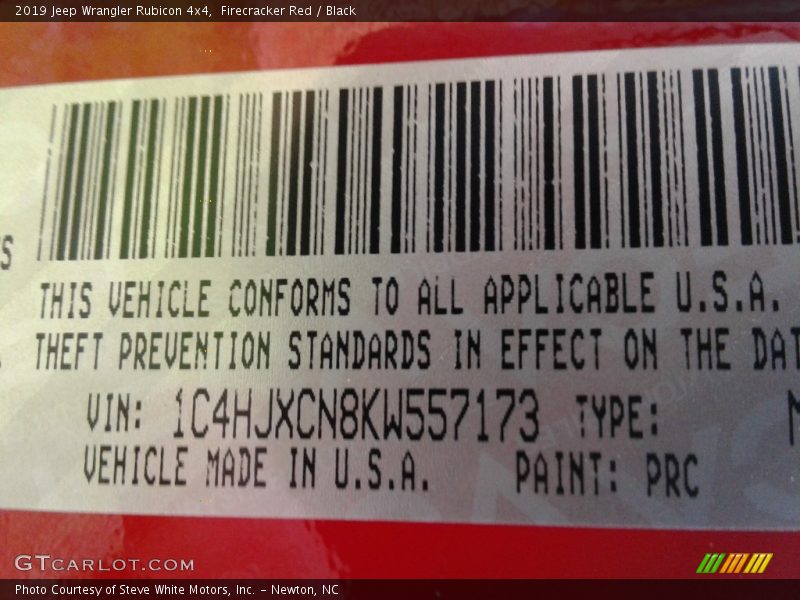 2019 Jeep Wrangler Rubicon 4x4,  Firecracker Red / Black
THIS VEHICLE CONFORMS TO ALL APPLICABLE U.S.A.
THEFT PREVENTION STANDARDS IN EFFECT ON THE DAT
VIN: 1C4HJXCN8KW557173 TYPE:
VEHICLE MADE IN U.S.A. PAINT: PRC
GTCARLOT.COM
Photo Courtesy of Steve White Motors, Inc. – Newton, NC